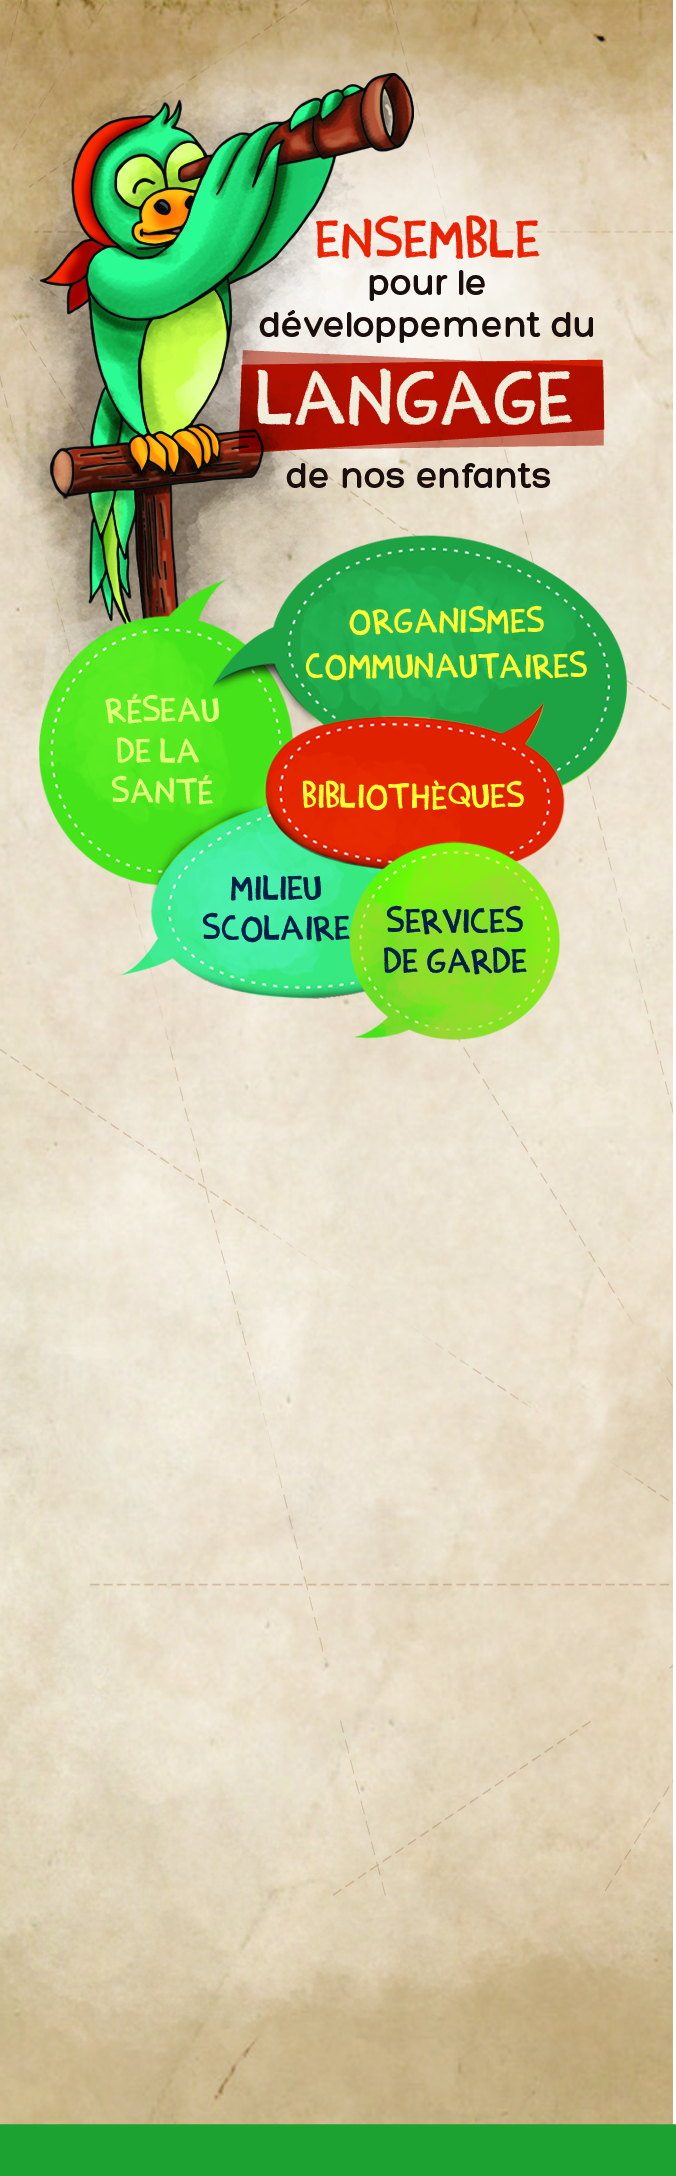 ENSEMBLE
pour le
développement du
LANGAGE
de nos enfants
ORGANISMES
COMMUNAUTAIRES
RÉSEAU
DE LA
SANTÉ
BIBLIOTHÈQUES
MILIEU
SCOLAIRE
SERVICES
DE GARDE